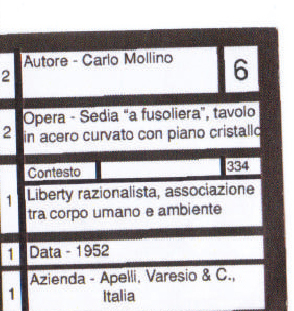 2 Autore - Carlo Mollino 6
2 Opera - Sedia “a fusoliera”, tavolo
in acero curvato con piano cristallo
Contesto 334
1 Liberty razionalista, associazione
tra corpo umano e ambiente
1 Data - 1952
1 Azienda - Apelli, Varesio & C.,
Italia